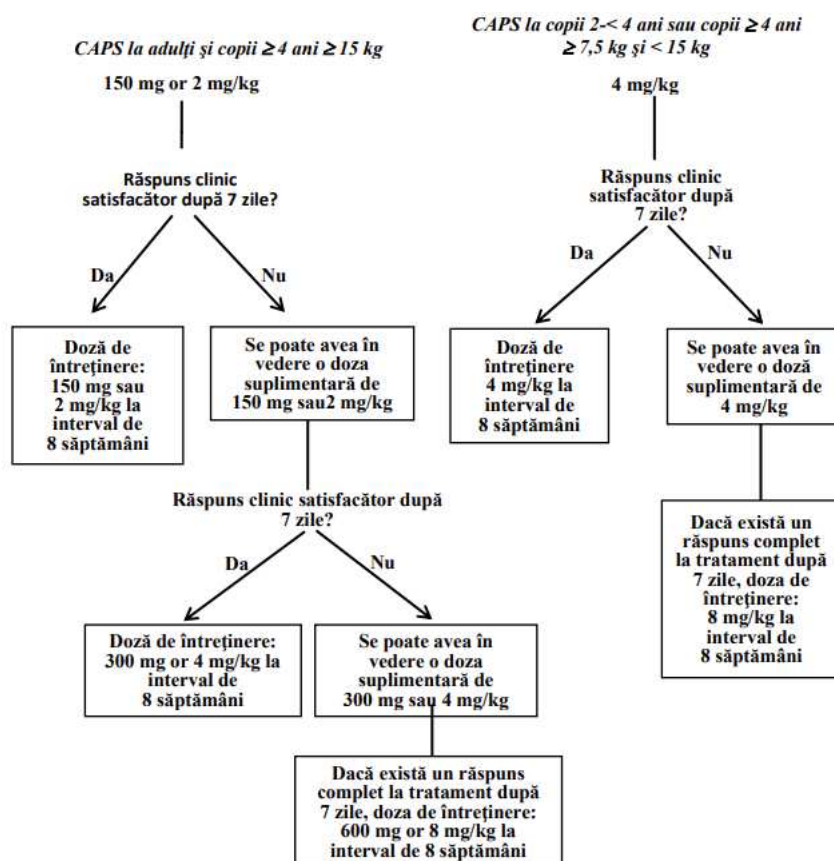 CAPS la adulţi şi copii ≥ 4 ani ≥ 15 kg
150 mg or 2 mg/kg
Răspuns clinic
satisfacător după 7 zile?
Da
Nu
Doză de
întreţinere:
150 mg sau
2 mg/kg la
interval de
8 săptămâni
Se poate avea în
vedere o doza
suplimentară de
150 mg sau2 mg/kg
Răspuns clinic satisfacător după
7 zile?
Da
Nu
Doză de întreţinere:
300 mg or 4 mg/kg la
interval de
8 săptămâni
Se poate avea în
vedere o doza
suplimentară de
300 mg sau 4 mg/kg
Dacă există un răspuns
complet la tratament după
7 zile, doza de întreţinere:
600 mg or 8 mg/kg la
interval de 8 săptămâni
CAPS la copii 2-< 4 ani sau copii ≥ 4 ani
≥ 7,5 kg şi < 15 kg
4 mg/kg
Răspuns clinic
satisfacător după
7 zile?
Da
Nu
Doză de
întreţinere
4 mg/kg la
interval de
8 săptămâni
Se poate avea în
vedere o doză
suplimentară de
4 mg/kg
Dacă există un
răspuns complet
la tratament după
7 zile, doza de
întreţinere:
8 mg/kg la
interval de
8 săptămâni